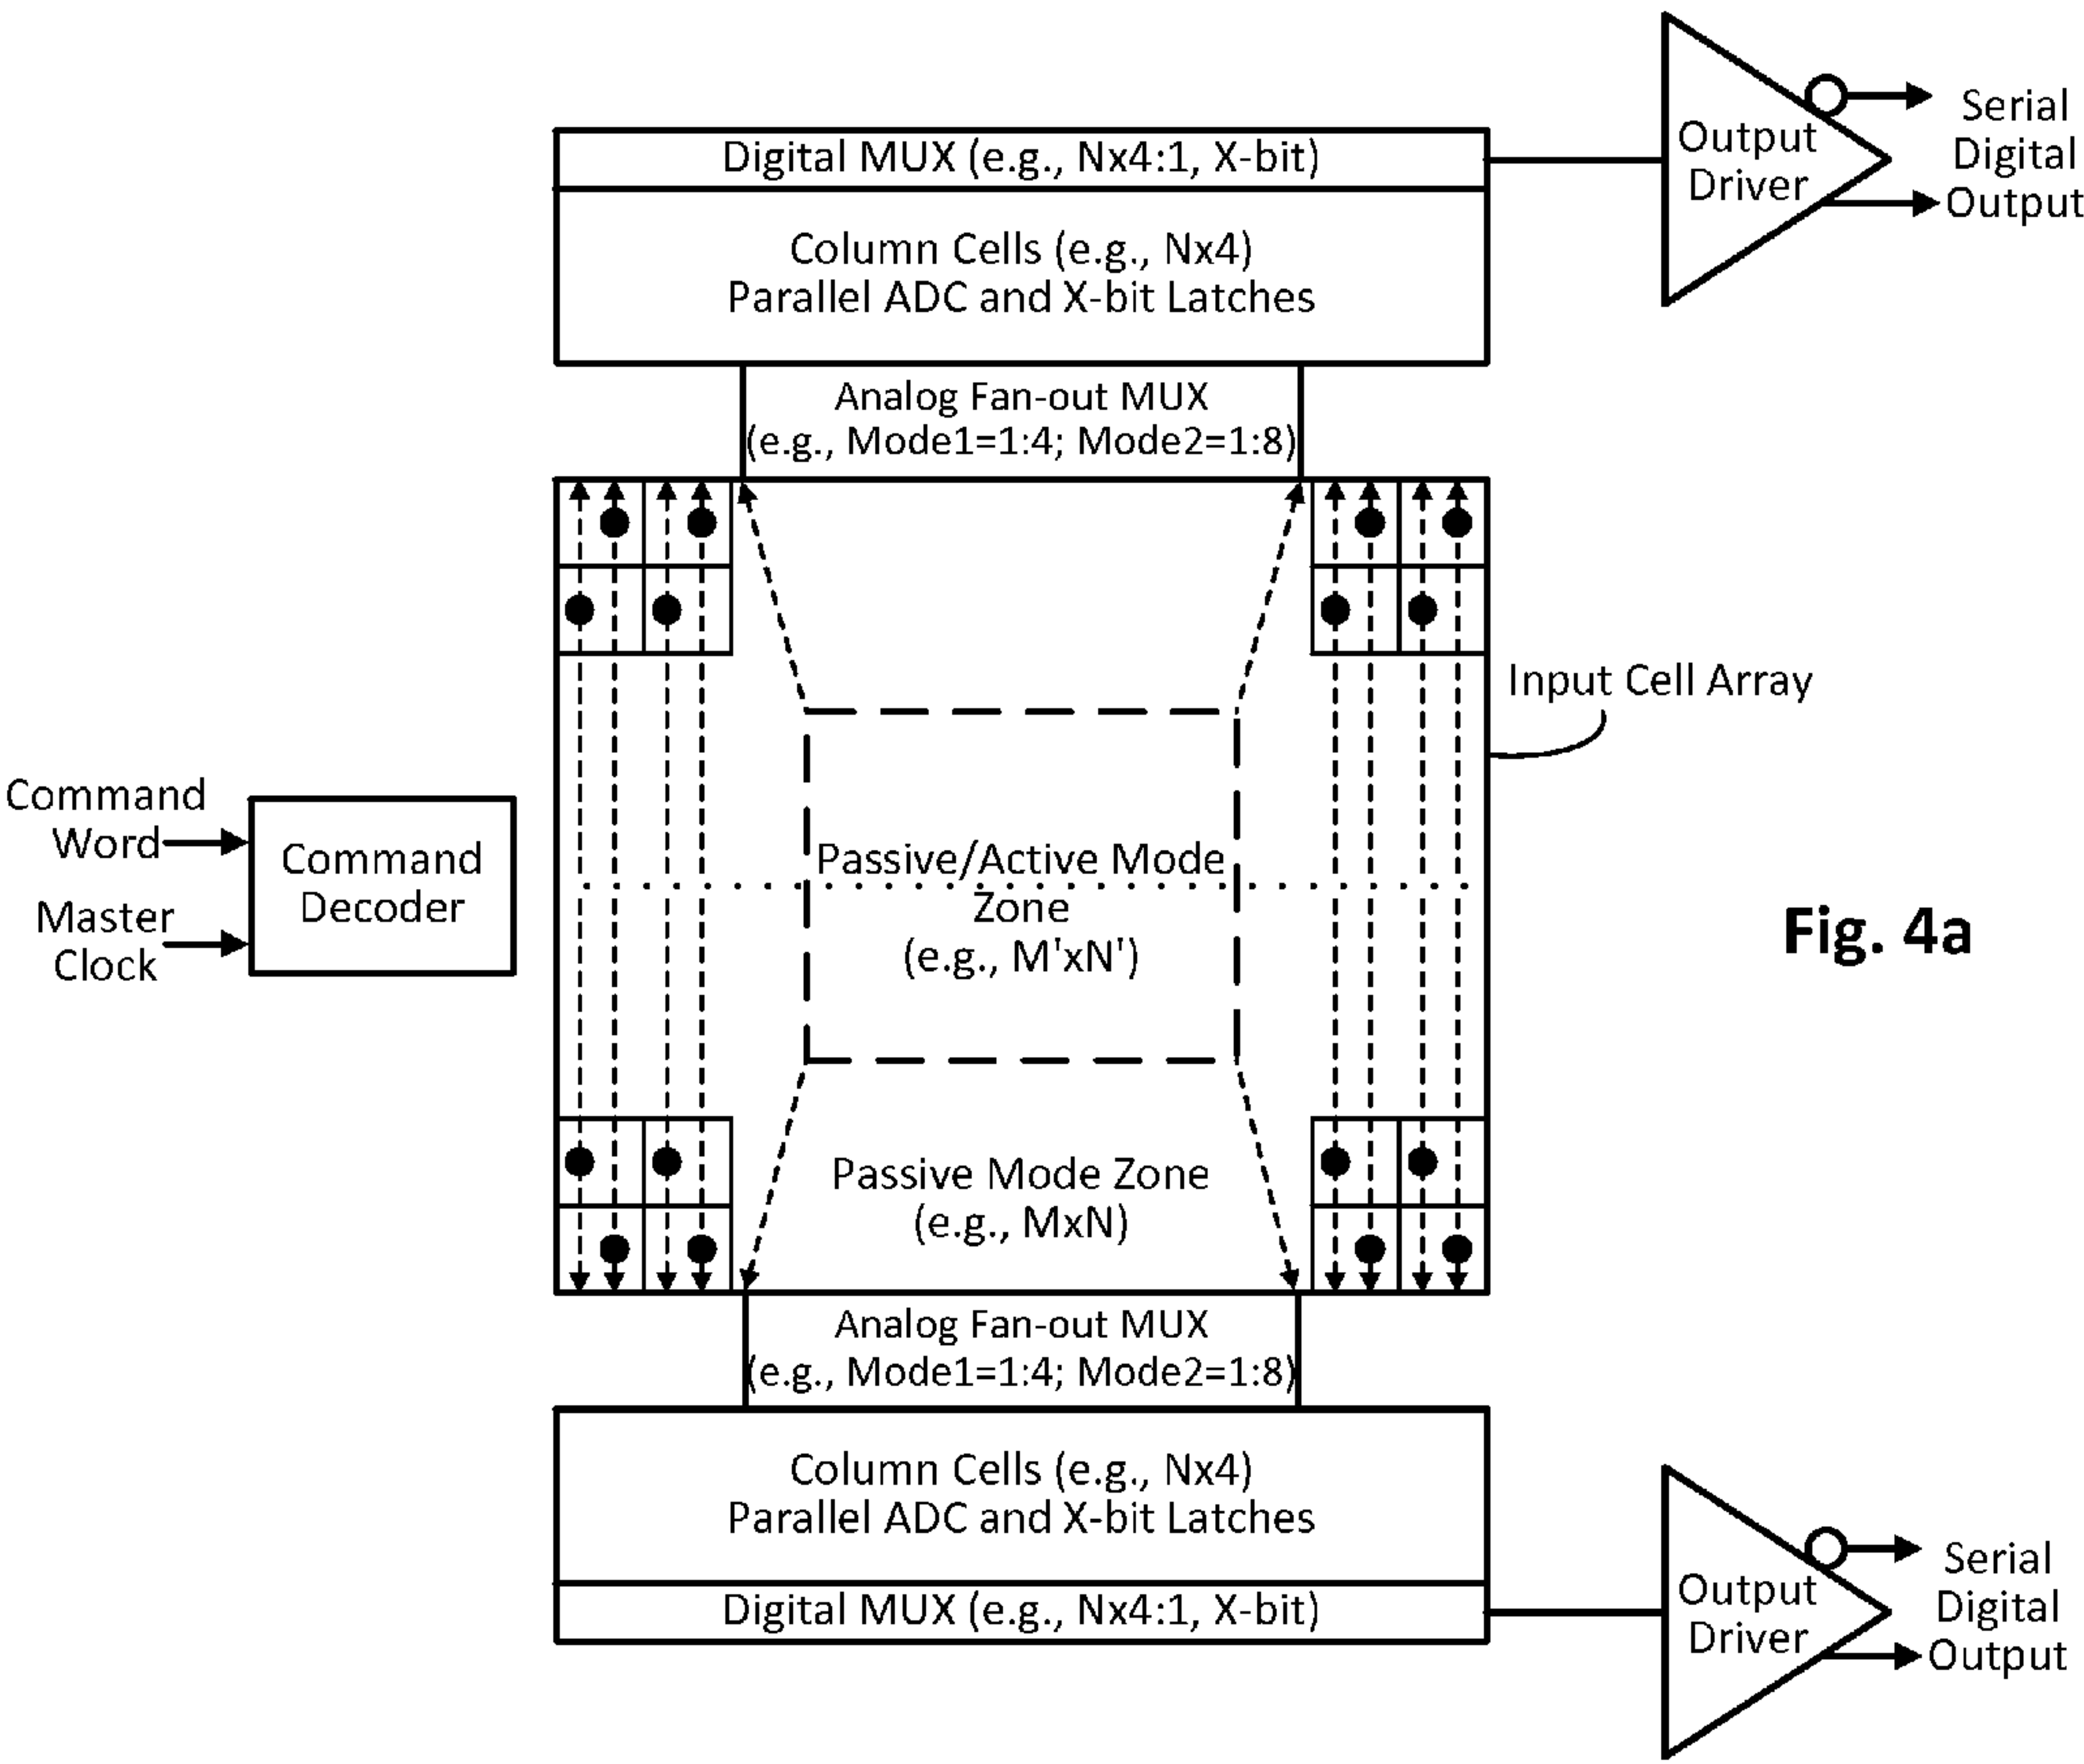 Digital MUX (e.g., Nx4:1, X-bit)
Column Cells (e.g., Nx4)
Parallel ADC and X-bit Latches
Output
Driver
Serial
Digital
Output
Analog Fan-out MUX
(e.g., Mode1=1:4; Mode2=1:8)
Input Cell Array
Command
Word
Master
Clock
Command
Decoder
Passive/Active Mode
Zone
(e.g., M'xN')
Fig. 4a
Passive Mode Zone
(e.g., MxN)
Analog Fan-out MUX
(e.g., Mode1=1:4; Mode2=1:8)
Column Cells (e.g., Nx4)
Parallel ADC and X-bit Latches
Digital MUX (e.g., Nx4:1, X-bit)
Output
Driver
Serial
Digital
Output